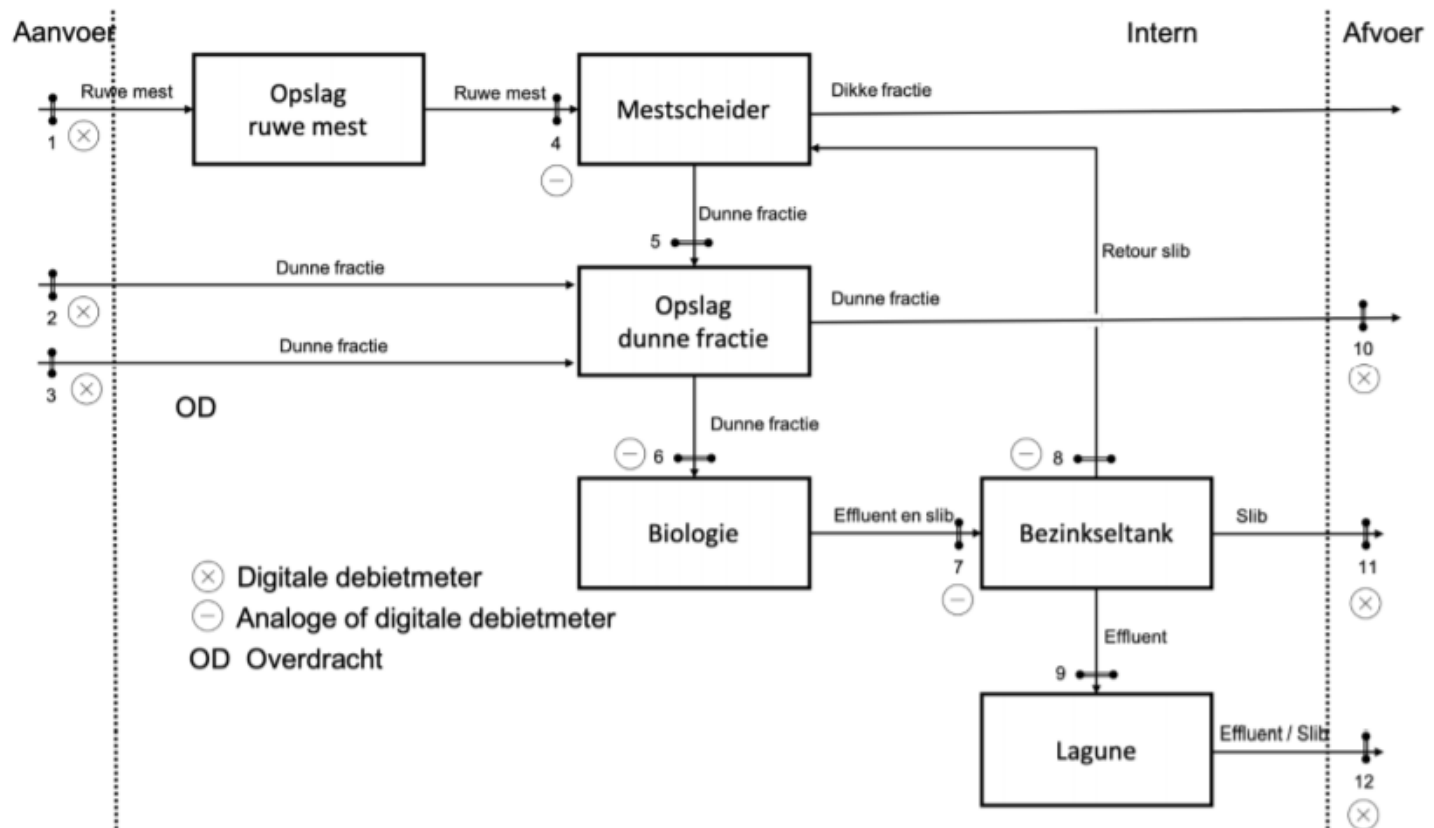 Aanvoer
Intern
Afvoer
Ruwe mest
Opslag
ruwe mest
Ruwe mest
Mestscheider
Dikke fractie
1
4
Dunne fractie
5
Retour slib
Dunne fractie
2
Opslag
dunne fractie
Dunne fractie
10
Dunne fractie
3
OD
Dunne fractie
6
8
Biologie
Effluent en slib
7
Bezinkseltank
Slib
11
Digitale debietmeter
Analoge of digitale debietmeter
OD Overdracht
Effluent
9
Lagune
Effluent / Slib
12